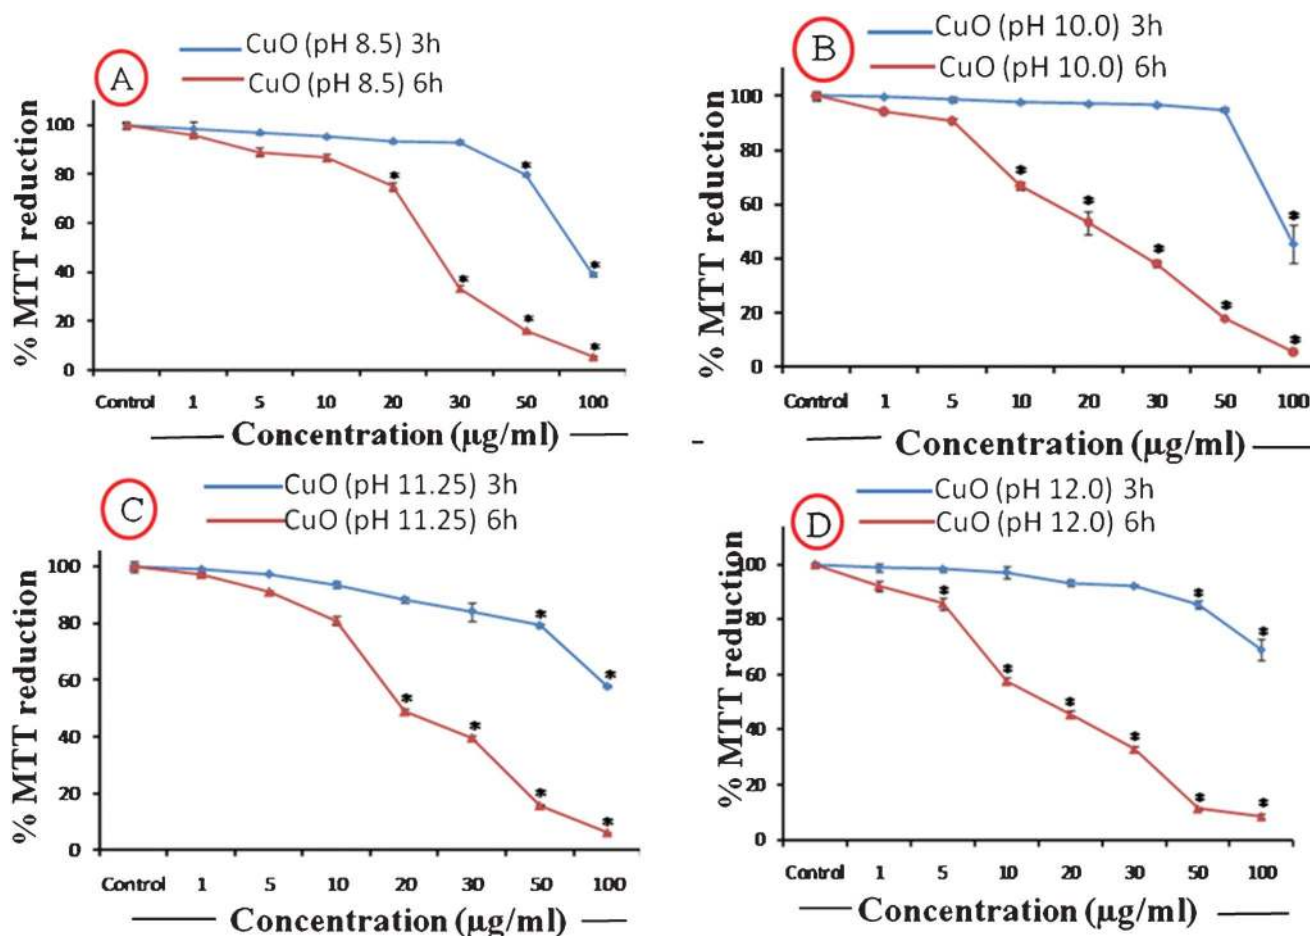 A
CuO (pH 8.5) 3h
CuO (pH 8.5) 6h
% MTT reduction
100
80
60
40
20
0
* * * * * *
Control 1 5 10 20 30 50 100
Concentration (μg/ml)
B
CuO (pH 10.0) 3h
CuO (pH 10.0) 6h
% MTT reduction
100
80
60
40
20
0
* * * * * *
Control 1 5 10 20 30 50 100
Concentration (μg/ml)
C
CuO (pH 11.25) 3h
CuO (pH 11.25) 6h
% MTT reduction
100
80
60
40
20
0
* * * * * *
Control 1 5 10 20 30 50 100
Concentration (μg/ml)
D
CuO (pH 12.0) 3h
CuO (pH 12.0) 6h
% MTT reduction
100
80
60
40
20
0
* * * * * * * *
Control 1 5 10 20 30 50 100
Concentration (μg/ml)